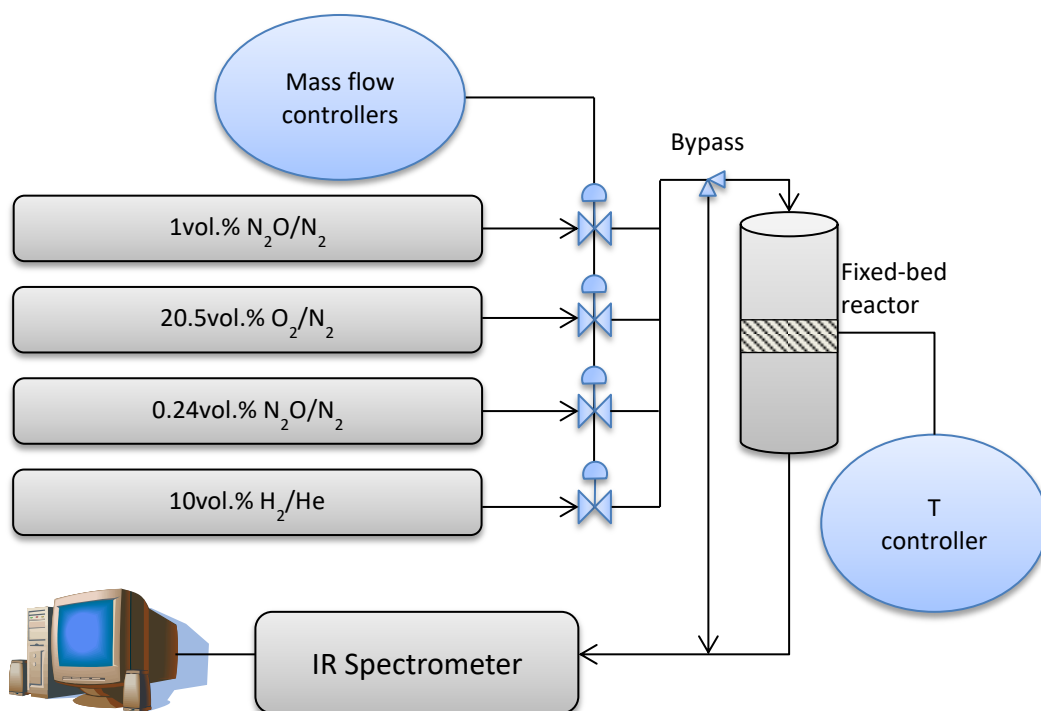 Mass flow
controllers
Bypass
1vol.% N₂O/N₂
Fixed-bed
reactor
20.5vol.% O₂/N₂
0.24vol.% N₂O/N₂
10vol.% H₂/He
T
controller
IR Spectrometer